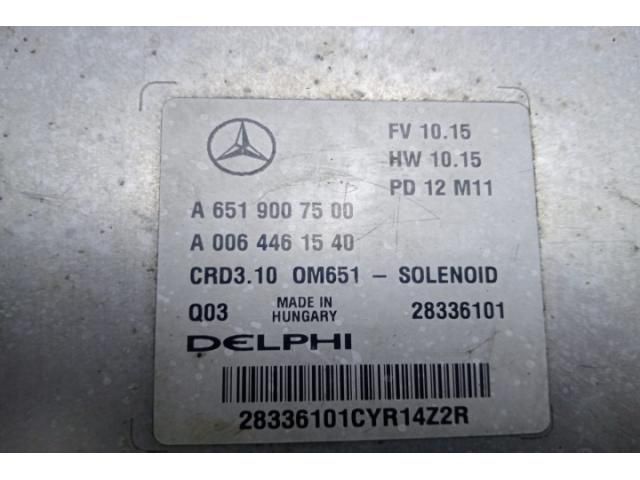 FV 10.15
HW 10.15
PD 12 M11
A 651 900 75 00
A 006 446 15 40
CRD3.10 OM651 – SOLENOID
Q03 MADE IN HUNGARY 28336101
DELPHI
28336101CYR14Z2R